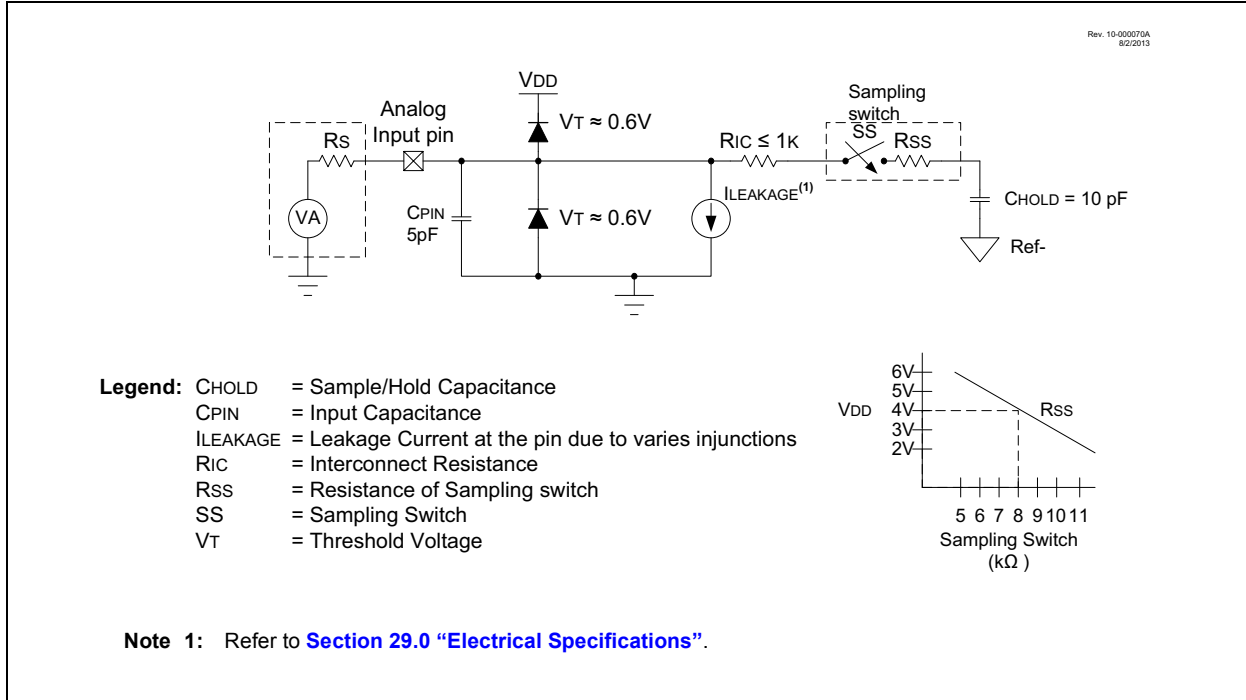 Rev. 10-000070A
8/2/2013
VDD
Analog
Input pin
VT ≈ 0.6V
Sampling
switch
SS
RSS
RS
RIC ≤ 1K
VA
CPIN
5pF
VT ≈ 0.6V
ILEAKAGE(1)
CHOLD = 10 pF
Ref-
Legend: CHOLD = Sample/Hold Capacitance
CPIN = Input Capacitance
ILEAKAGE = Leakage Current at the pin due to varies injunctions
RIC = Interconnect Resistance
RSS = Resistance of Sampling switch
SS = Sampling Switch
VT = Threshold Voltage
6V
5V
VDD 4V
3V
2V
RSS
5 6 7 8 9 10 11
Sampling Switch
(kΩ )
Note 1: Refer to Section 29.0 “Electrical Specifications”.